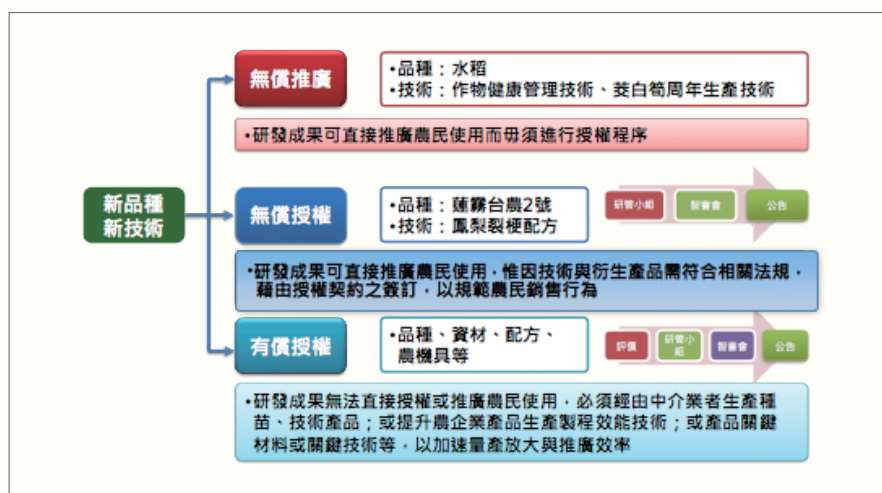 無償推廣
•品種：水稻
•技術：作物健康管理技術、茭白筍周年生產技術
•研發成果可直接推廣農民使用而毋須進行授權程序
新品種
新技術
無償授權
•品種：蓮霧台農2號
•技術：鳳梨裂梗配方
研管小組
智審會
公告
•研發成果可直接推廣農民使用，惟因技術與衍生產品需符合相關法規，
藉由授權契約之簽訂，以規範農民銷售行為
有償授權
•品種、資材、配方、
農機具等
評價
研管小
組
智審會
公告
•研發成果無法直接授權或推廣農民使用，必須經由中介業者生產種
苗、技術產品；或提升農企業產品生產製程效能技術；或產品關鍵
材料或關鍵技術等，以加速量產放大與推廣效率